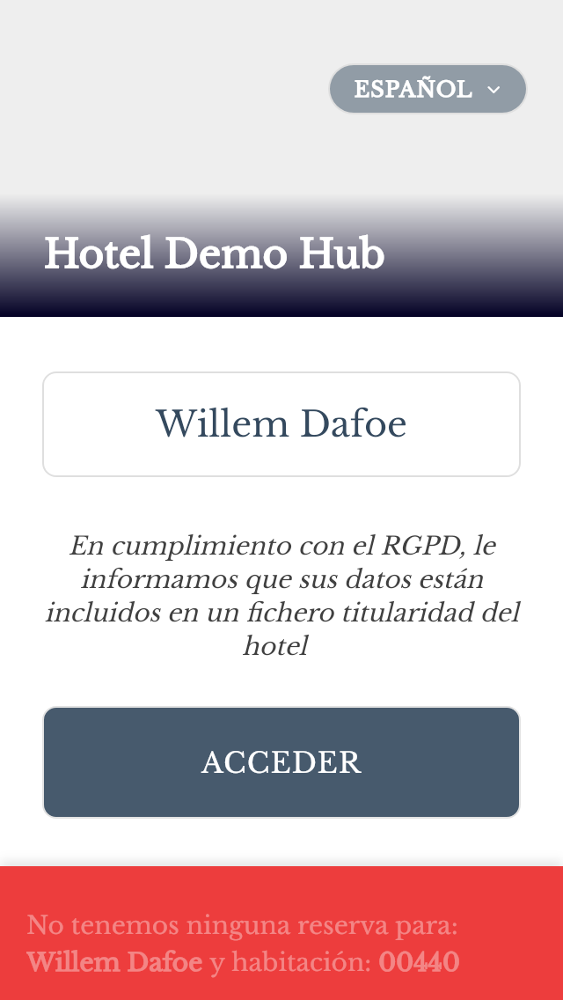 ESPAÑOL
Hotel Demo Hub
Willem Dafoe
En cumplimiento con el RGPD, le
informamos que sus datos están
incluidos en un fichero titularidad del
hotel
ACCEDER
No tenemos ninguna reserva para:
Willem Dafoe y habitación: 00440